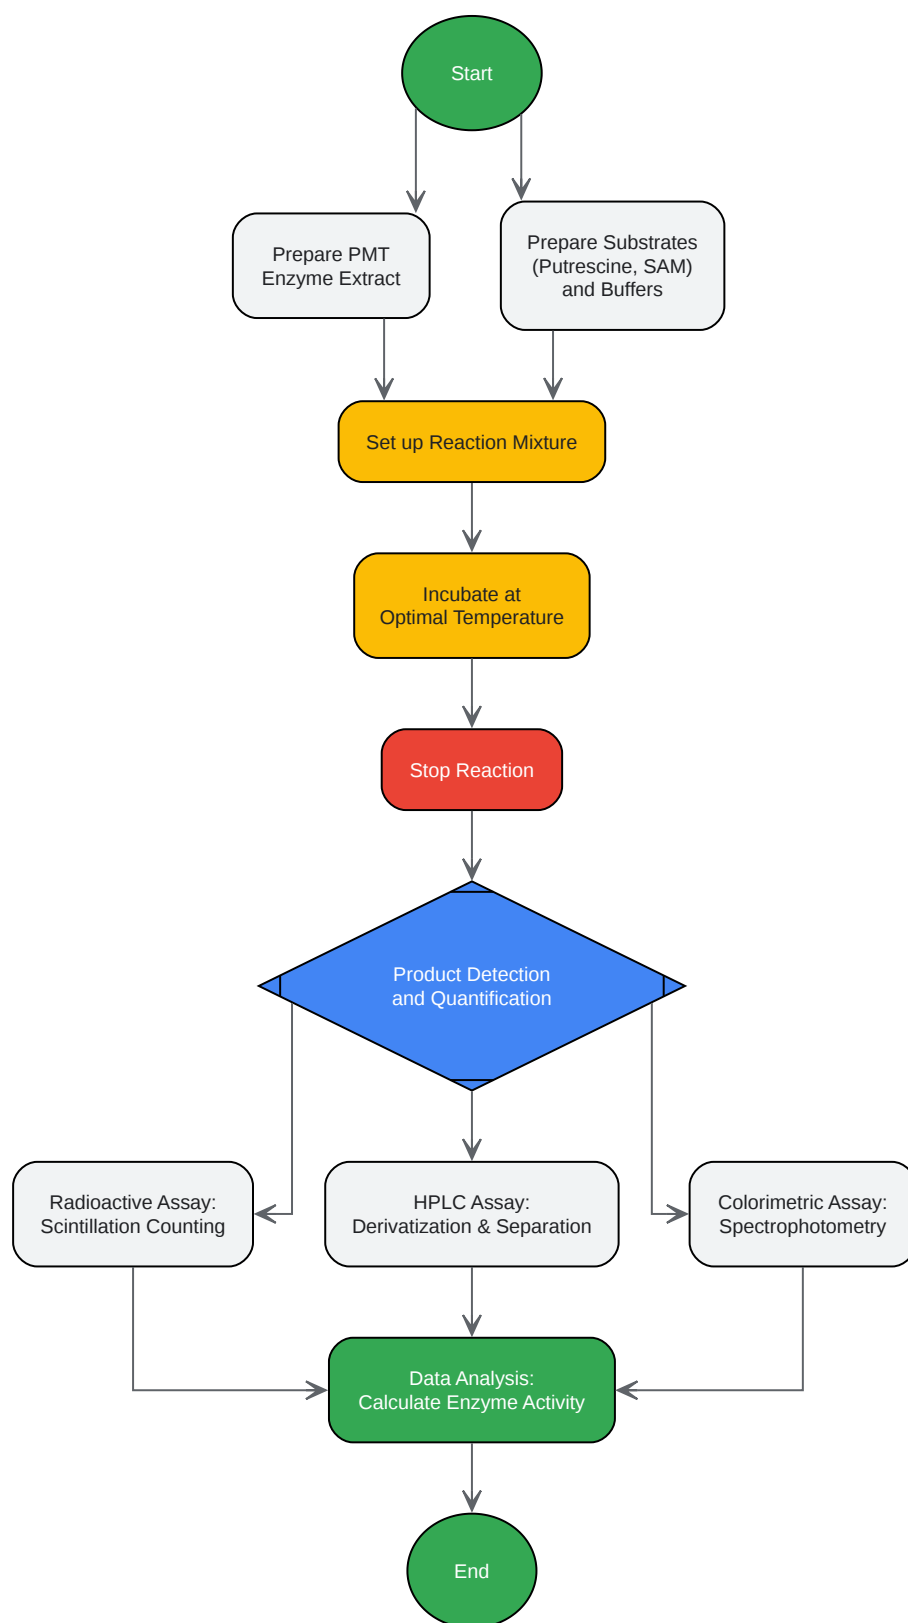 Start
Prepare PMT
Enzyme Extract
Prepare Substrates
(Putrescine, SAM)
and Buffers
Set up Reaction Mixture
Incubate at
Optimal Temperature
Stop Reaction
Product Detection
and Quantification
Radioactive Assay:
Scintillation Counting
HPLC Assay:
Derivatization & Separation
Colorimetric Assay:
Spectrophotometry
Data Analysis:
Calculate Enzyme Activity
End